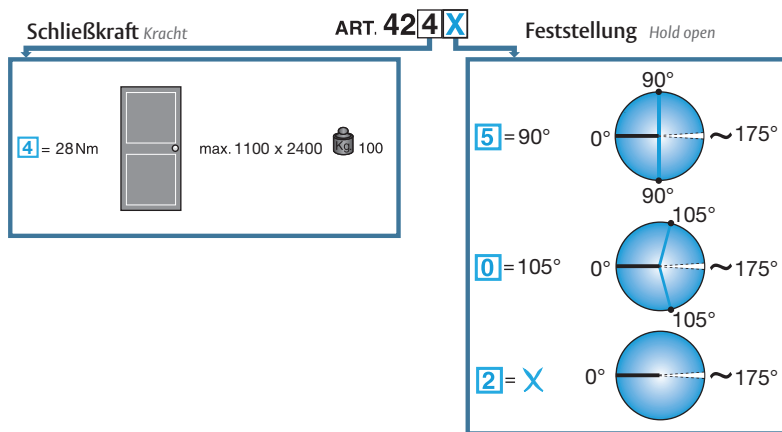 Schließkraft Kracht
ART. 424X
Feststellung Hold open
4 = 28Nm
max. 1100 x 2400
Kg. 100
90°
5 = 90°
0°
~175°
90°
105°
0 = 105°
0°
~175°
105°
2 = X
0°
~175°